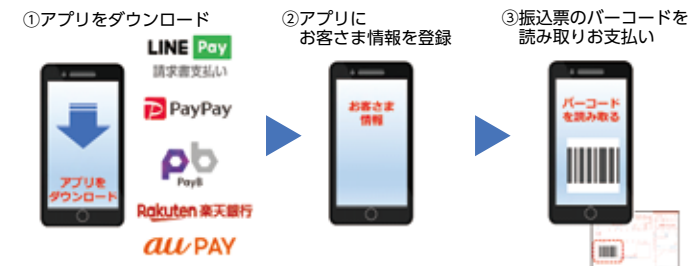 ①アプリをダウンロード
LINE Pay
請求書支払い
PayPay
PayB
Rakuten 楽天銀行
au PAY
アプリを
ダウンロード
②アプリに
お客さま情報を登録
お客さま
情報
③振込票のバーコードを
読み取りお支払い
バーコード
を読み取る